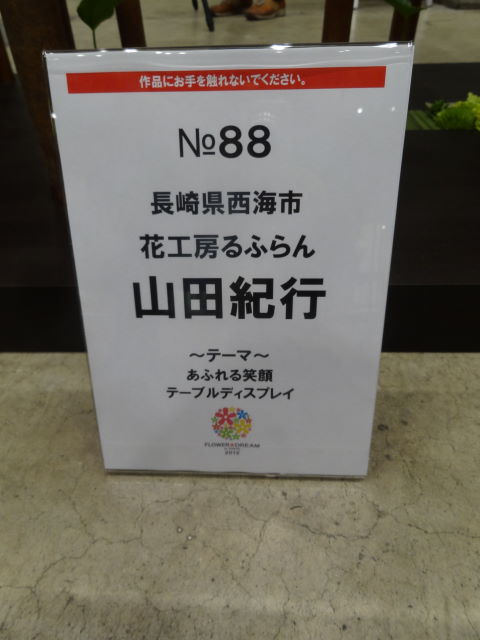 作品にお手を触れないでください。
№88
長崎県西海市
花工房るふらん
山田紀行
～テーマ～
あふれる笑顔
テーブルディスプレイ
FLOWER DREAM
2012